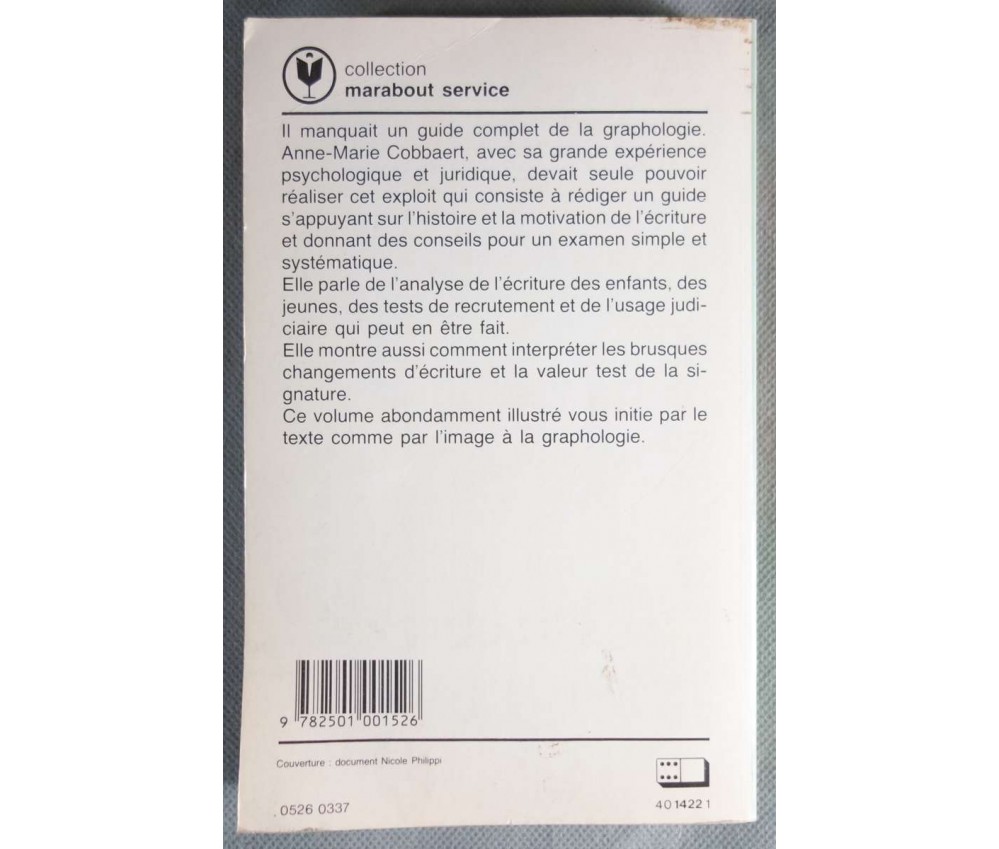 collection
marabout service
Il manquait un guide complet de la graphologie.
Anne-Marie Cobbaert, avec sa grande expérience
psychologique et juridique, devait seule pouvoir
réaliser cet exploit qui consiste à rédiger un guide
s'appuyant sur l'histoire et la motivation de l'écriture
et donnant des conseils pour un examen simple et
systématique.
Elle parle de l'analyse de l'écriture des enfants, des
jeunes, des tests de recrutement et de l'usage judi-
ciaire qui peut en être fait.
Elle montre aussi comment interpréter les brusques
changements d'écriture et la valeur test de la si-
gnature.
Ce volume abondamment illustré vous initie par le
texte comme par l'image à la graphologie.
9 782501 001526
Couverture : document Nicole Philippi
0526 0337
40 1422 1